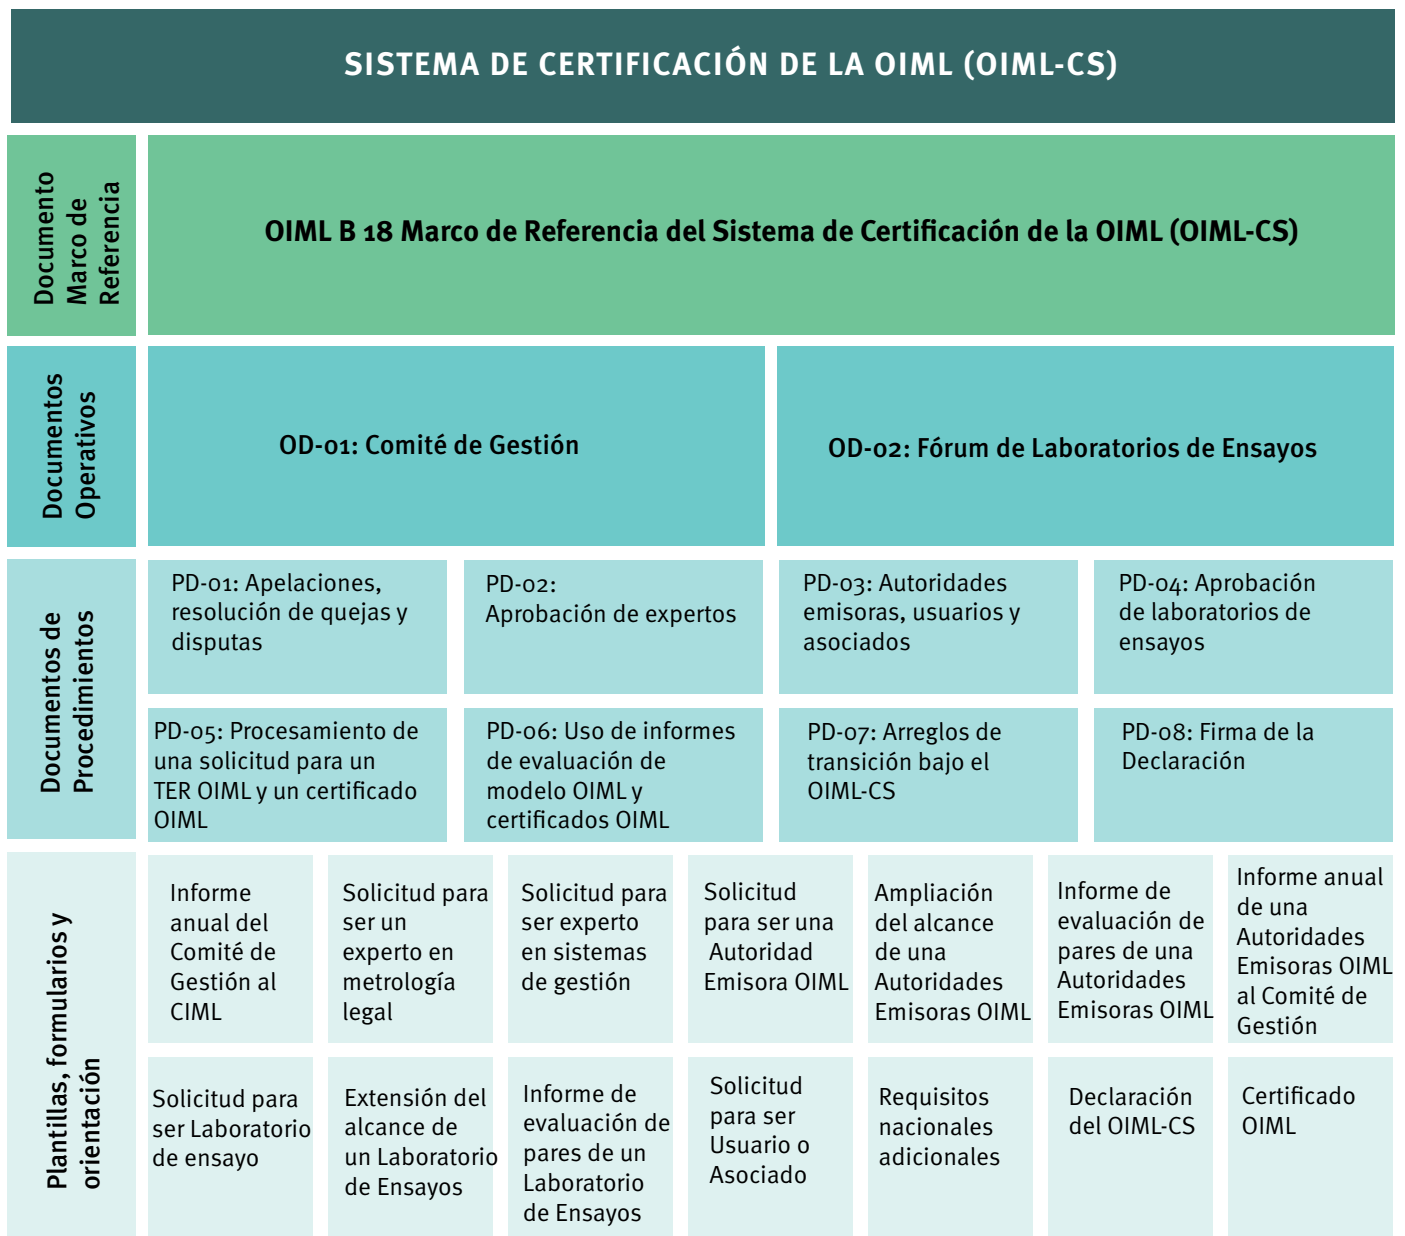 SISTEMA DE CERTIFICACIÓN DE LA OIML (OIML-CS)
Documento
Marco de
Referencia
OIML B 18 Marco de Referencia del Sistema de Certificación de la OIML (OIML-CS)
Documentos
Operativos
OD-01: Comité de Gestión
OD-02: Fórum de Laboratorios de Ensayos
Documentos de
Procedimientos
PD-01: Apelaciones,
resolución de quejas y
disputas
PD-02:
Aprobación de expertos
PD-03: Autoridades
emisoras, usuarios y
asociados
PD-04: Aprobación
de laboratorios de
ensayos
PD-05: Procesamiento de
una solicitud para un
TER OIML y un certificado
OIML
PD-06: Uso de informes
de evaluación de
modelo OIML y
certificados OIML
PD-07: Arreglos de
transición bajo el
OIML-CS
PD-08: Firma de la
Declaración
Plantillas, formularios y
orientación
Informe
anual del
Comité de
Gestión al
CIML
Solicitud para
ser un
experto en
metrología
legal
Solicitud para
ser experto
en sistemas
de gestión
Solicitud
para ser una
Autoridad
Emisora OIML
Ampliación
del alcance
de una
Autoridades
Emisoras OIML
Informe de
evaluación de
pares de una
Autoridades
Emisoras OIML
Informe anual
de una
Autoridades
Emisoras OIML
al Comité de
Gestión
Solicitud para
ser Laboratorio
de ensayo
Extensión del
alcance de
un Laboratorio
de Ensayos
Informe de
evaluación de
pares de un
Laboratorio
de Ensayos
Solicitud
para ser
Usuario o
Asociado
Requisitos
nacionales
adicionales
Declaración
del OIML-CS
Certificado
OIML